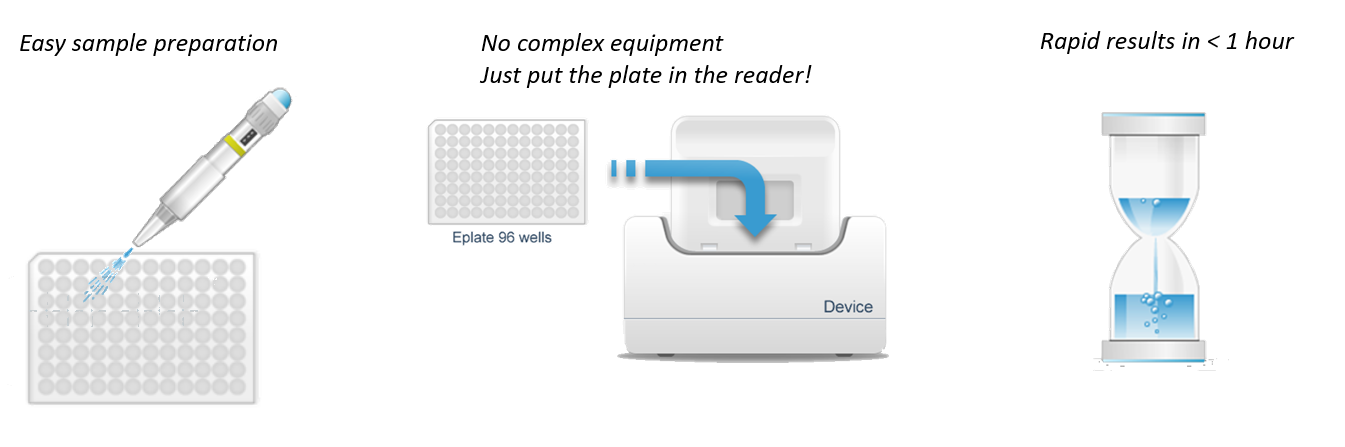 Easy sample preparation
No complex equipment
Just put the plate in the reader!
Rapid results in < 1 hour
Eplate 96 wells
Device